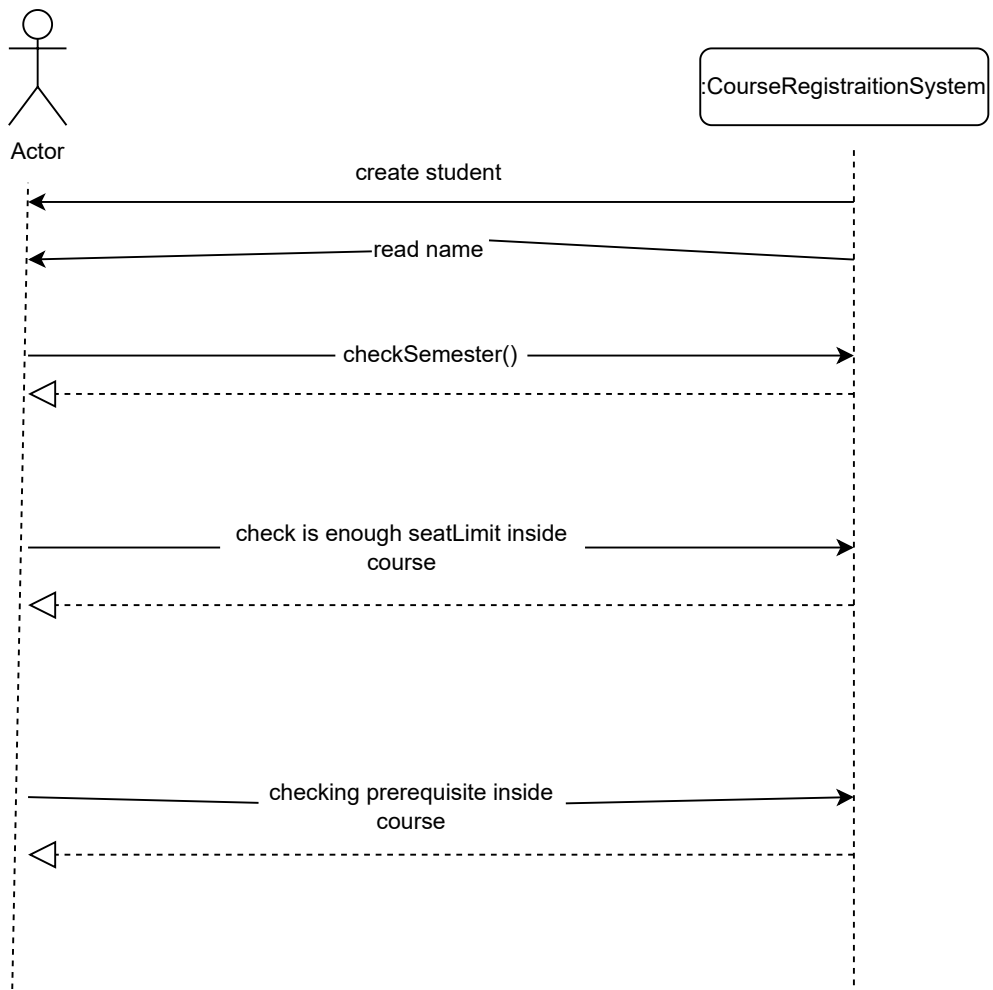 :CourseRegistraitionSystem
Actor
create student
read name
checkSemester()
check is enough seatLimit inside
course
checking prerequisite inside
course